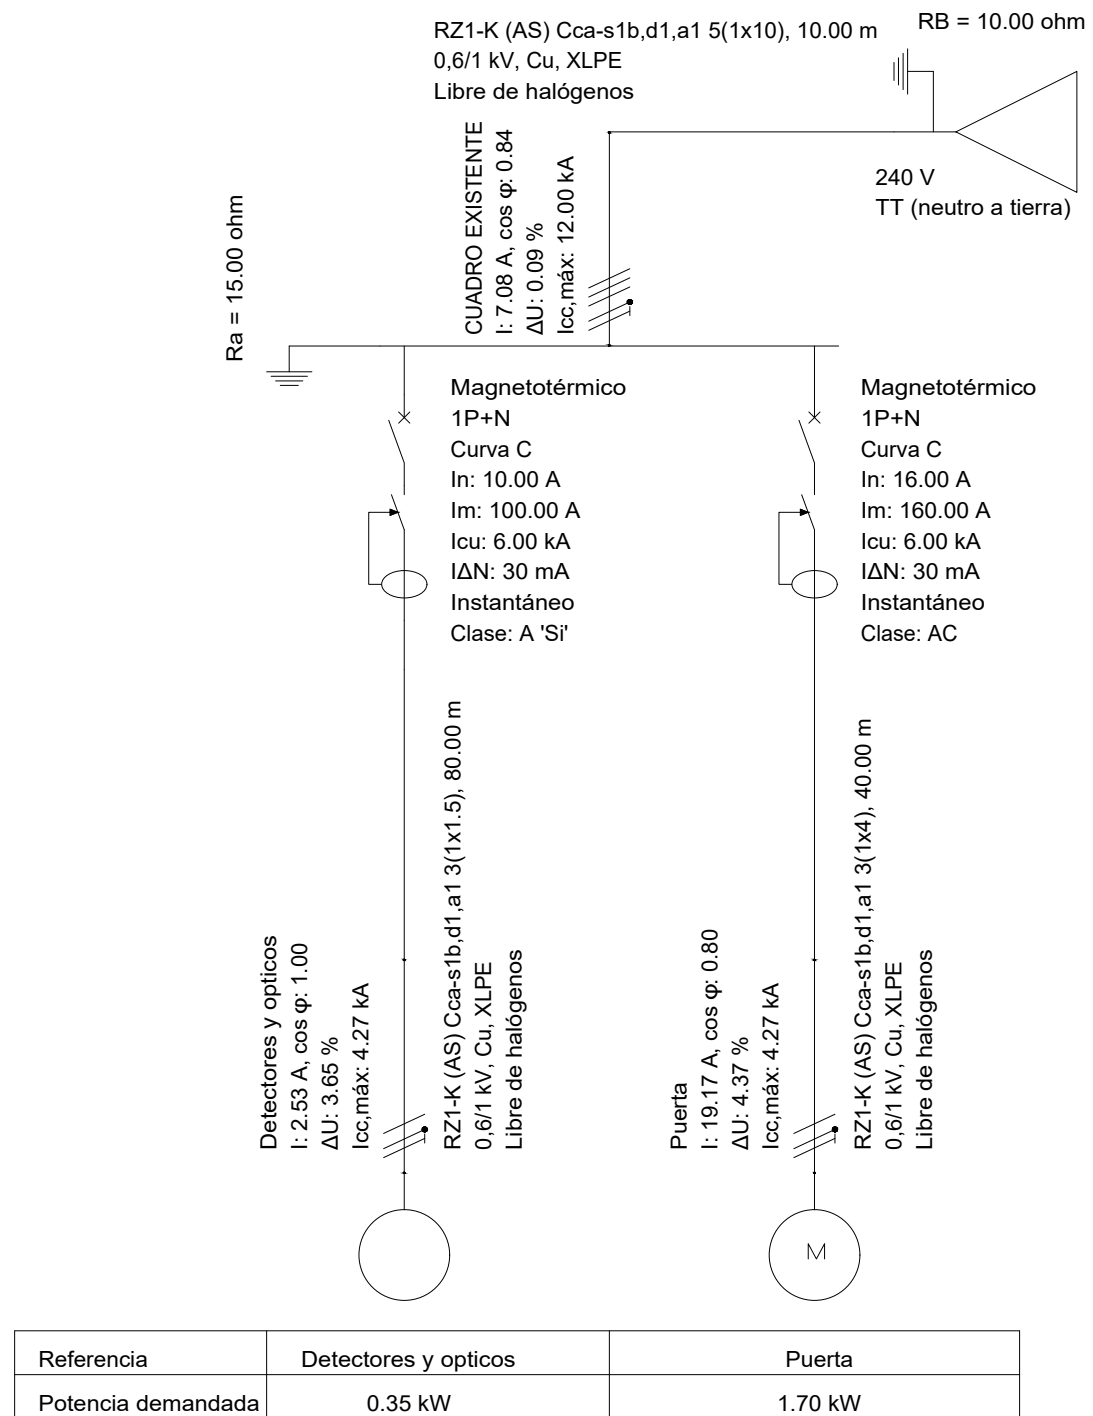 RZ1-K (AS) Cca-s1b,d1,a1 5(1x10), 10.00 m
0,6/1 kV, Cu, XLPE
Libre de halógenos
RB = 10.00 ohm
240 V
TT (neutro a tierra)
CUADRO EXISTENTE
I: 7.08 A, cos φ: 0.84
ΔU: 0.09 %
Icc,máx: 12.00 kA
Ra = 15.00 ohm
Magnetotérmico
1P+N
Curva C
In: 10.00 A
Im: 100.00 A
Icu: 6.00 kA
IΔN: 30 mA
Instantáneo
Clase: A 'Si'
Magnetotérmico
1P+N
Curva C
In: 16.00 A
Im: 160.00 A
Icu: 6.00 kA
IΔN: 30 mA
Instantáneo
Clase: AC
Detectores y opticos
I: 2.53 A, cos φ: 1.00
ΔU: 3.65 %
Icc,máx: 4.27 kA
RZ1-K (AS) Cca-s1b,d1,a1 3(1x1.5), 80.00 m
0,6/1 kV, Cu, XLPE
Libre de halógenos
Puerta
I: 19.17 A, cos φ: 0.80
ΔU: 4.37 %
Icc,máx: 4.27 kA
RZ1-K (AS) Cca-s1b,d1,a1 3(1x4), 40.00 m
0,6/1 kV, Cu, XLPE
Libre de halógenos
M
Referencia Detectores y opticos Puerta
Potencia demandada 0.35 kW 1.70 kW